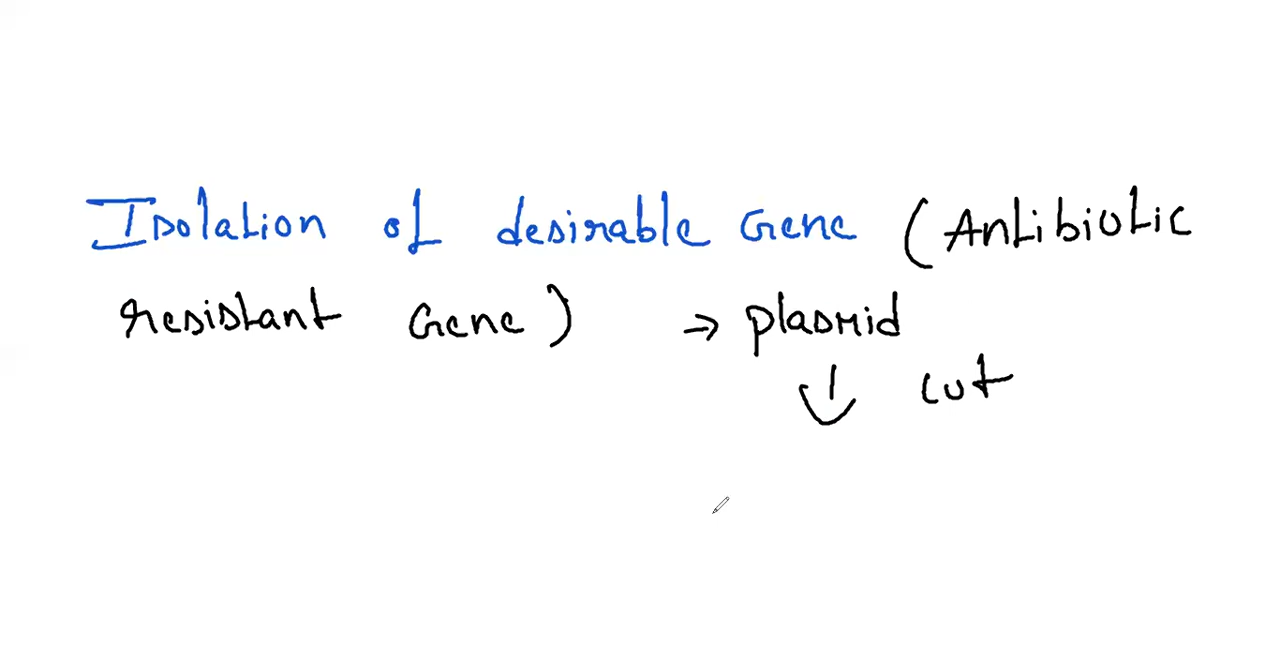 Isolation of desirable Gene (Antibiotic
resistant Gene) → plasmid
↓ cut